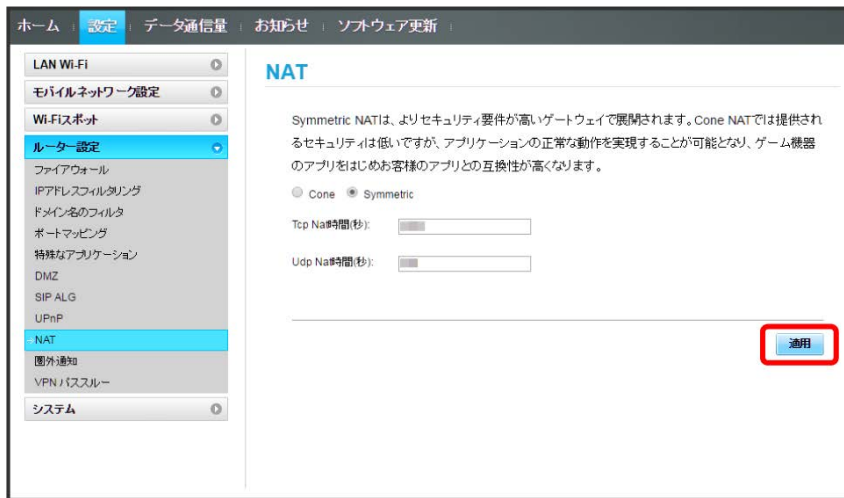 ホーム 設定 データ通信量 お知らせ ソフトウェア更新
LAN Wi-Fi
モバイルネットワーク設定
Wi-Fiスポット
ルーター設定
ファイアウォール
IPアドレスフィルタリング
ドメイン名のフィルタ
ポートマッピング
特殊なアプリケーション
DMZ
SIP ALG
UPnP
NAT
圏外通知
VPN パススルー
システム
NAT
Symmetric NATは、よりセキュリティ要件が高いゲートウェイで展開されます。Cone NATでは提供され
るセキュリティは低いですが、アプリケーションの正常な動作を実現することが可能となり、ゲーム機器
のアプリをはじめお客様のアプリとの互換性が高くなります。
Cone Symmetric
Tcp Nat時間(秒):
Udp Nat時間(秒):
適用